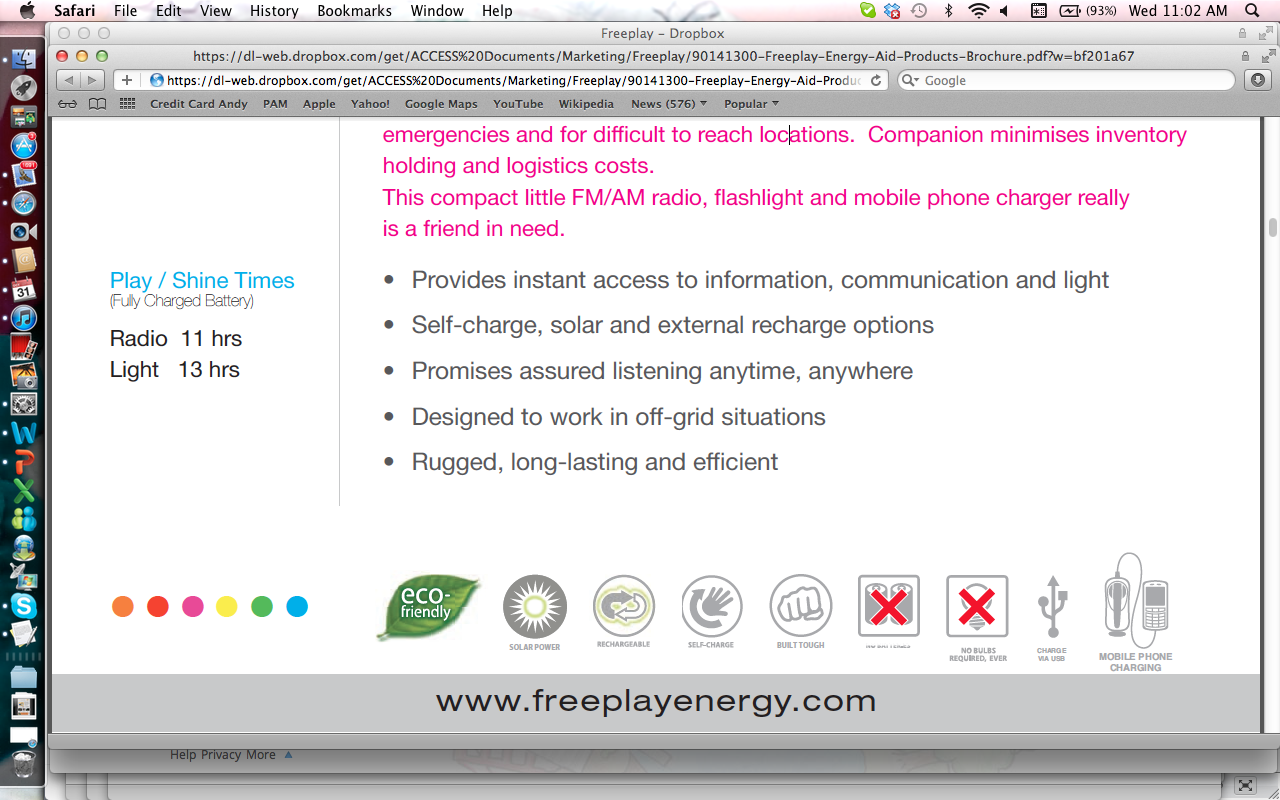 Safari File Edit View History Bookmarks Window Help (93%) Wed 11:02 AM
Freeplay – Dropbox
https://dl-web.dropbox.com/get/ACCESS%20Documents/Marketing/Freeplay/90141300-Freeplay-Energy-Aid-Products-Brochure.pdf?w=bf201a67
https://dl-web.dropbox.com/get/ACCESS%20Documents/Marketing/Freeplay/90141300-Freeplay-Energy-Aid-Produc Google
Credit Card Andy PAM Apple Yahoo! Google Maps YouTube Wikipedia News (576) Popular
emergencies and for difficult to reach locations. Companion minimises inventory
holding and logistics costs.
This compact little FM/AM radio, flashlight and mobile phone charger really
is a friend in need.
Play / Shine Times
(Fully Charged Battery)
Radio 11 hrs
Light 13 hrs
• Provides instant access to information, communication and light
• Self-charge, solar and external recharge options
• Promises assured listening anytime, anywhere
• Designed to work in off-grid situations
• Rugged, long-lasting and efficient
eco-
friendly
SOLAR POWER
RECHARGEABLE
SELF-CHARGE
BUILT TOUGH
NO BULBS
REQUIRED, EVER
CHARGE
VIA USB
MOBILE PHONE
CHARGING
www.freeplayenergy.com
Help Privacy More
31